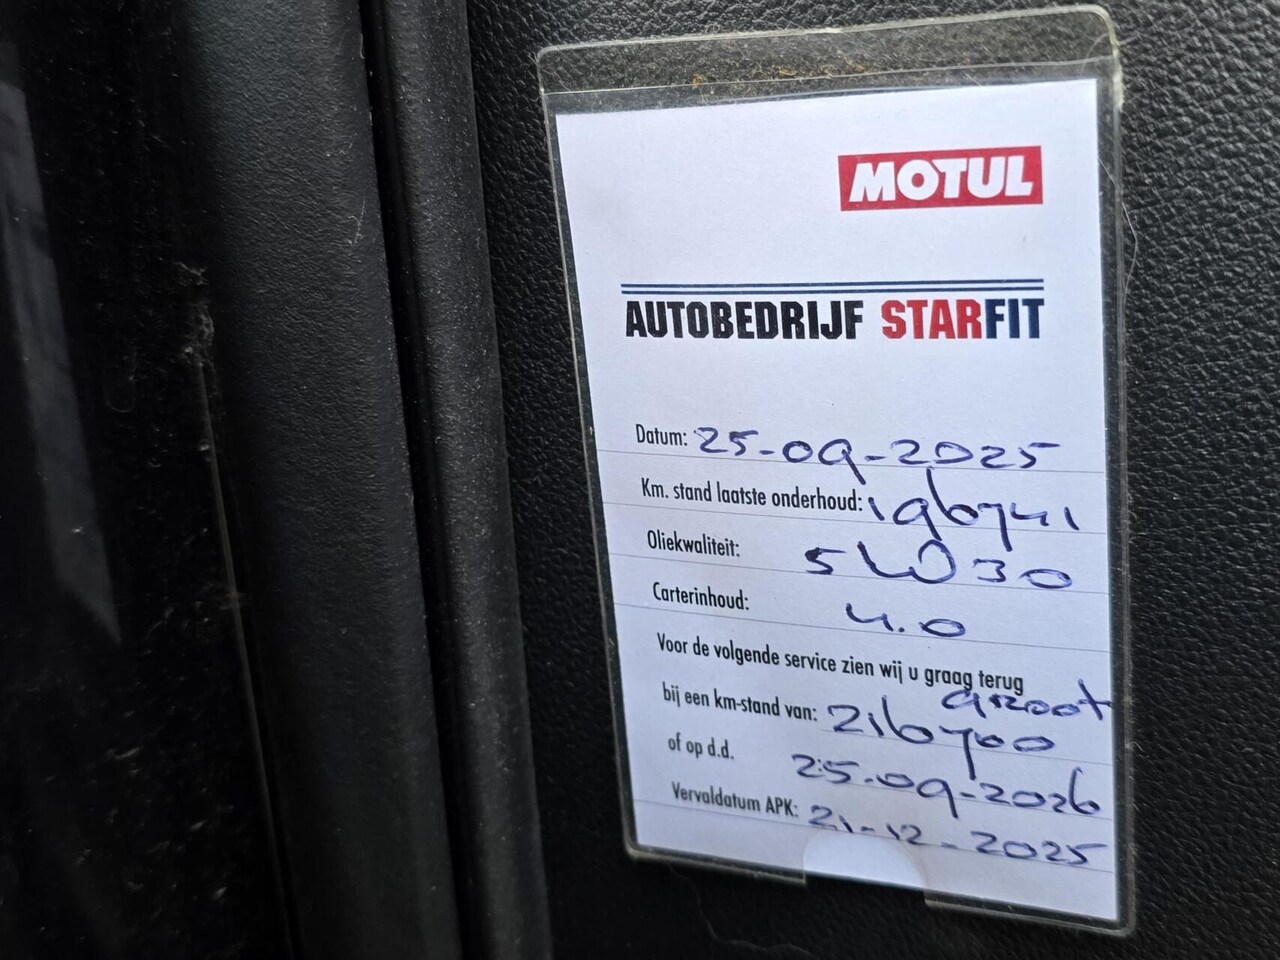 MOTUL
AUTOBEDRIJF STARFIT
Datum: 25-09-2025
Km. stand laatste onderhoud: 196741
Oliekwaliteit: 5W30
Carterinhoud: 4.0
Voor de volgende service zien wij u graag terug
groot
bij een km-stand van: 216700
of op d.d. 25-09-2026
Vervaldatum APK: 21-12-2025